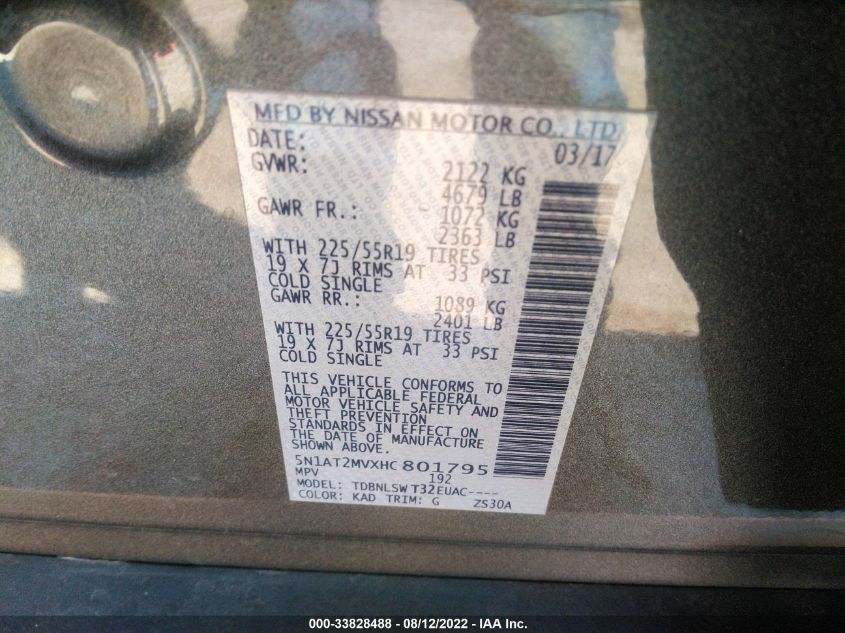 MFD BY NISSAN MOTOR CO., LTD.
DATE: 03/17
GVWR: 2122 KG
4679 LB
GAWR FR.: 1072 KG
2363 LB
WITH 225/55R19 TIRES
19 X 7J RIMS AT 33 PSI
COLD SINGLE
GAWR RR.: 1089 KG
2401 LB
WITH 225/55R19 TIRES
19 X 7J RIMS AT 33 PSI
COLD SINGLE
THIS VEHICLE CONFORMS TO
ALL APPLICABLE FEDERAL
MOTOR VEHICLE SAFETY AND
THEFT PREVENTION
STANDARDS IN EFFECT ON
THE DATE OF MANUFACTURE
SHOWN ABOVE.
5N1AT2MVXHC801795
MPV 192
MODEL: TDBNLSW T32EUAC----
COLOR: KAD TRIM: G ZS30A
000-33828488 - 08/12/2022 - IAA Inc.